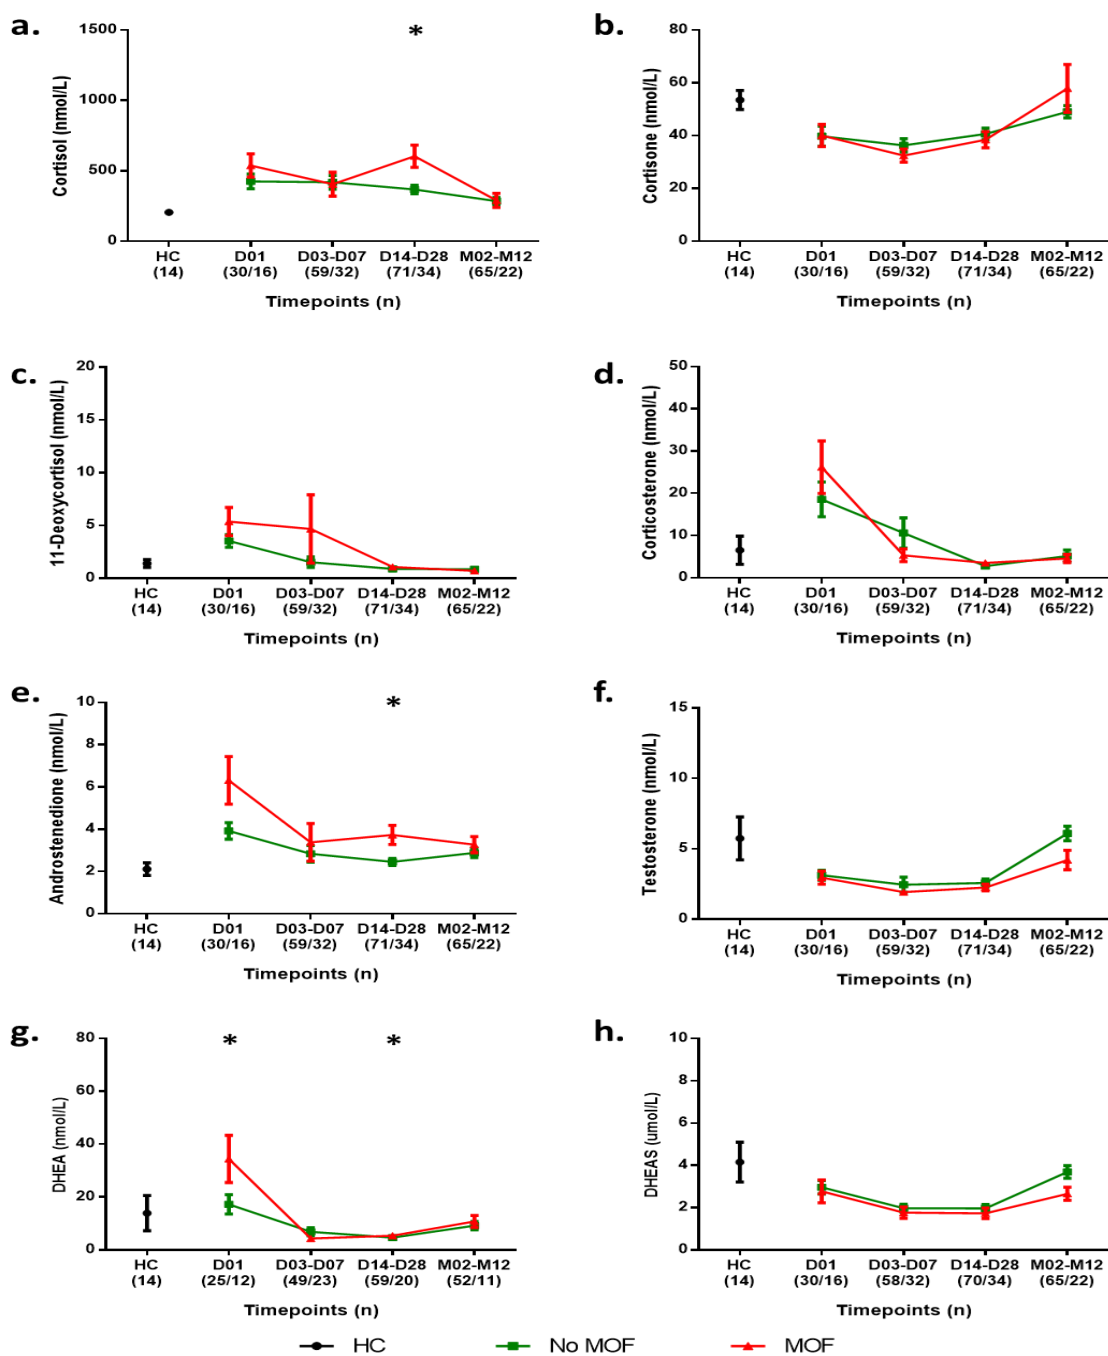 a.
*
Cortisol (nmol/L)
1500
1000
500
0
HC D01 D03-D07 D14-D28 M02-M12
(14) (30/16) (59/32) (71/34) (65/22)
Timepoints (n)
b.
Cortisone (nmol/L)
80
60
40
20
0
HC D01 D03-D07 D14-D28 M02-M12
(14) (30/16) (59/32) (71/34) (65/22)
Timepoints (n)
c.
11-Deoxycortisol (nmol/L)
20
15
10
5
0
HC D01 D03-D07 D14-D28 M02-M12
(14) (30/16) (59/32) (71/34) (65/22)
Timepoints (n)
d.
Corticosterone (nmol/L)
50
40
30
20
10
0
HC D01 D03-D07 D14-D28 M02-M12
(14) (30/16) (59/32) (71/34) (65/22)
Timepoints (n)
e.
*
Androstenedione (nmol/L)
10
8
6
4
2
0
HC D01 D03-D07 D14-D28 M02-M12
(14) (30/16) (59/32) (71/34) (65/22)
Timepoints (n)
f.
Testosterone (nmol/L)
15
10
5
0
HC D01 D03-D07 D14-D28 M02-M12
(14) (30/16) (59/32) (71/34) (65/22)
Timepoints (n)
g.
* *
DHEA (nmol/L)
80
60
40
20
0
HC D01 D03-D07 D14-D28 M02-M12
(14) (25/12) (49/23) (59/20) (52/11)
Timepoints (n)
h.
DHEAS (umol/L)
10
8
6
4
2
0
HC D01 D03-D07 D14-D28 M02-M12
(14) (30/16) (58/32) (70/34) (65/22)
Timepoints (n)
HC No MOF MOF